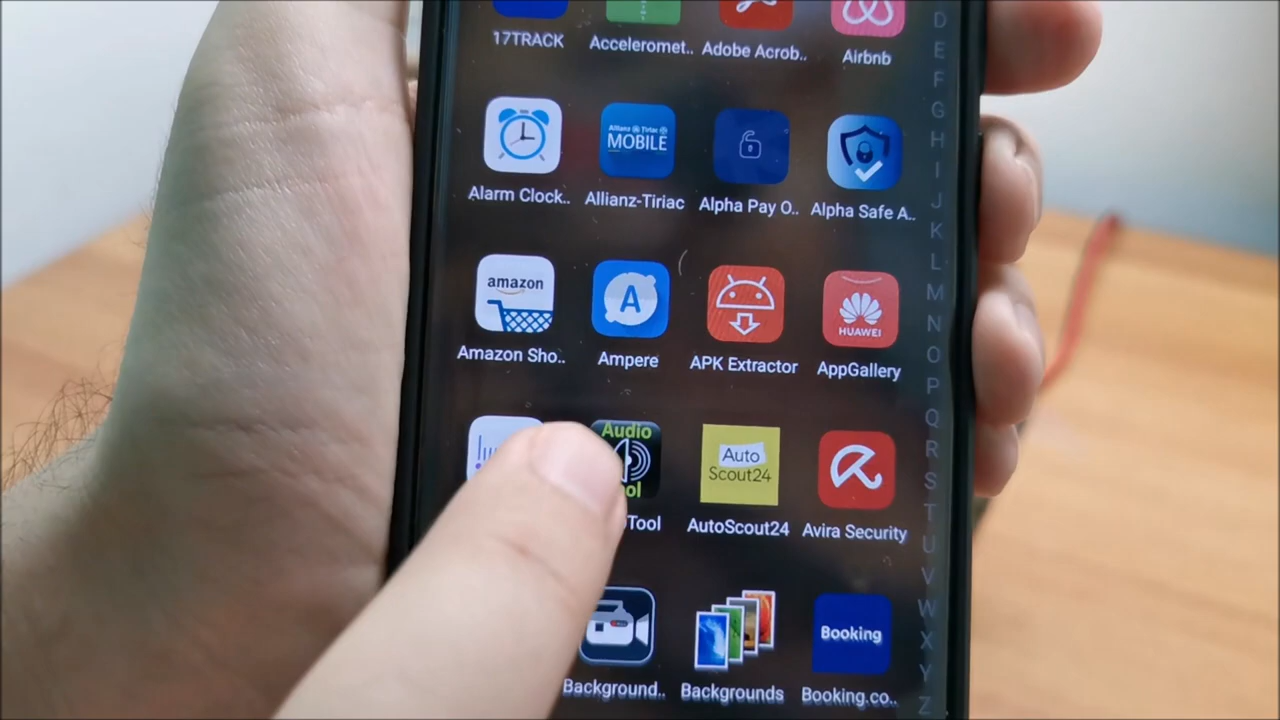 17TRACK
Acceleromet..
Adobe Acrob..
Airbnb
Allianz Tiriac
MOBILE
Alarm Clock..
Allianz-Tiriac
Alpha Pay O..
Alpha Safe A..
amazon
A
HUAWEI
Amazon Sho..
Ampere
APK Extractor
AppGallery
Audio
Auto
Scout24
Tool
AutoScout24
Avira Security
Booking
Background..
Backgrounds
Booking.co..
D
E
F
G
H
I
J
K
L
M
N
O
P
Q
R
S
T
U
V
W
X
Y
Z